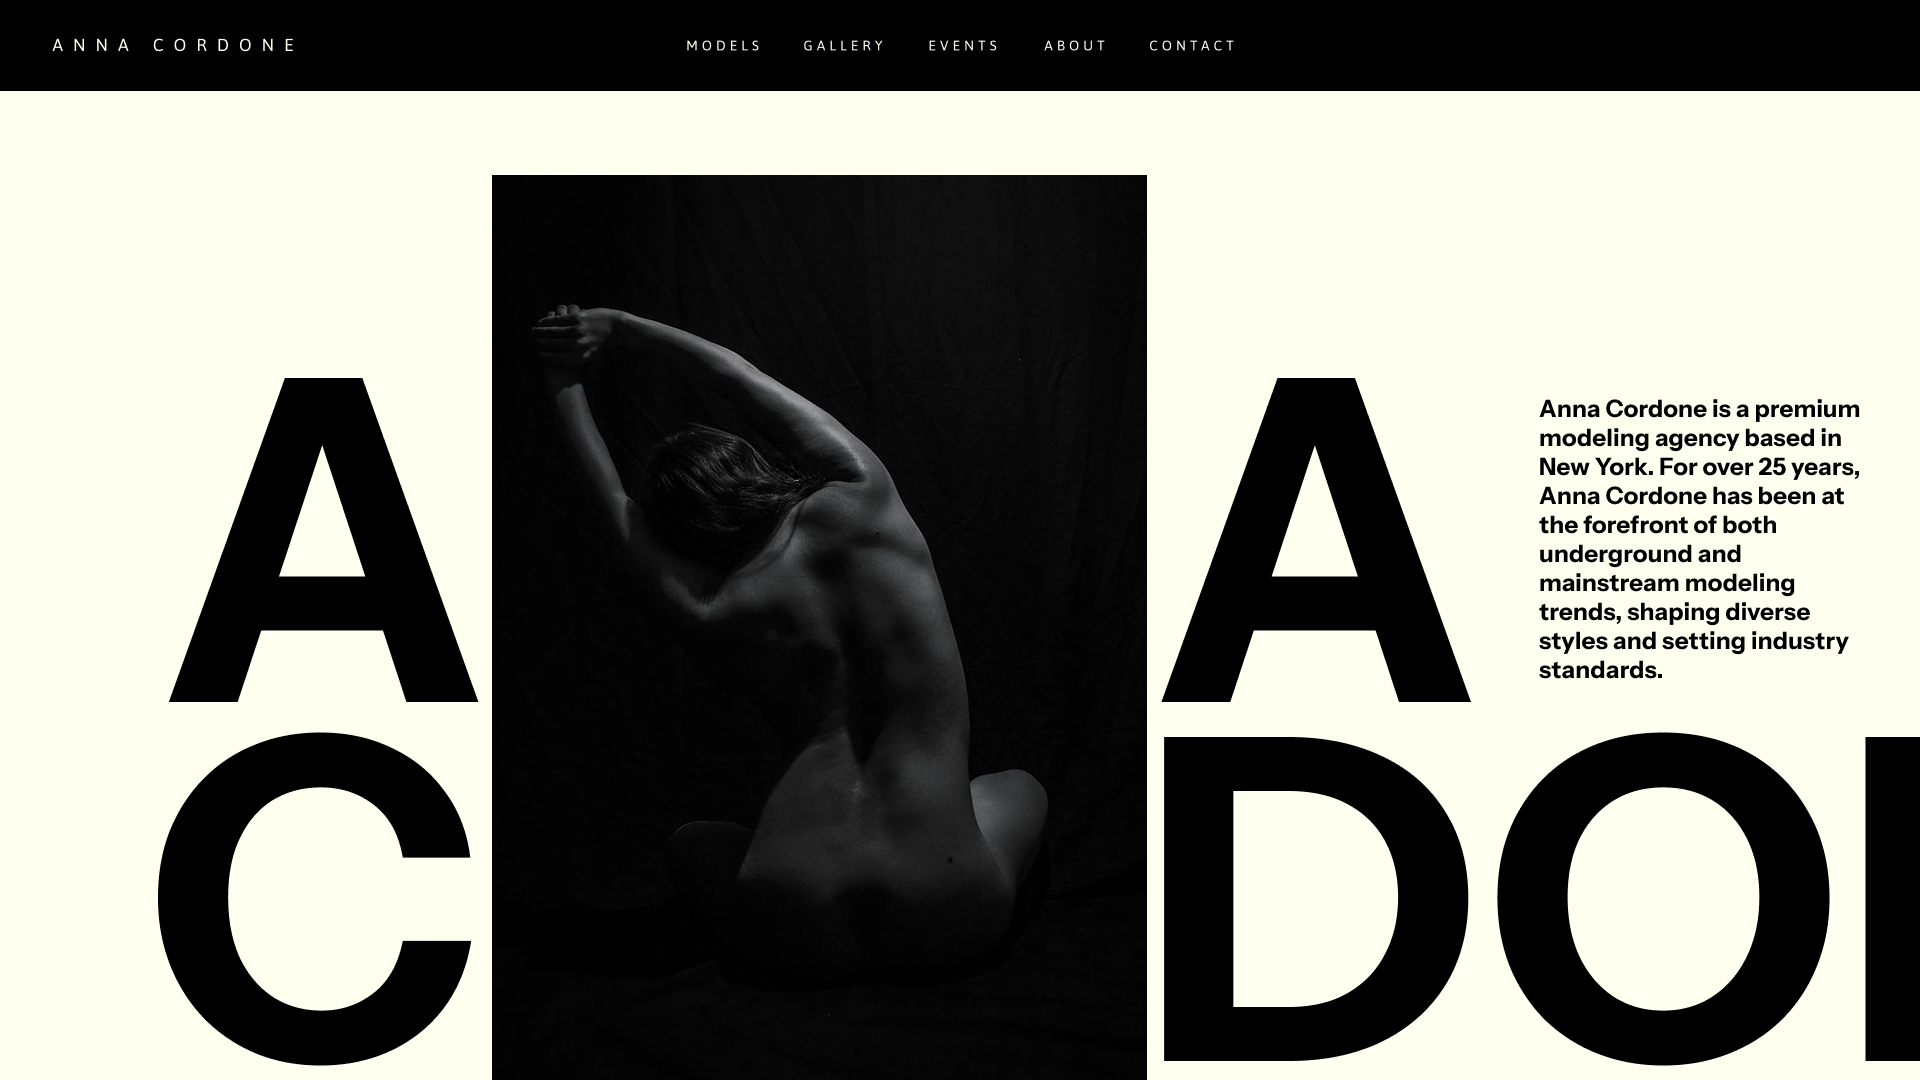 ANNA CORDONE
MODELS GALLERY EVENTS ABOUT CONTACT
A A
Anna Cordone is a premium
modeling agency based in
New York. For over 25 years,
Anna Cordone has been at
the forefront of both
underground and
mainstream modeling
trends, shaping diverse
styles and setting industry
standards.
C DO